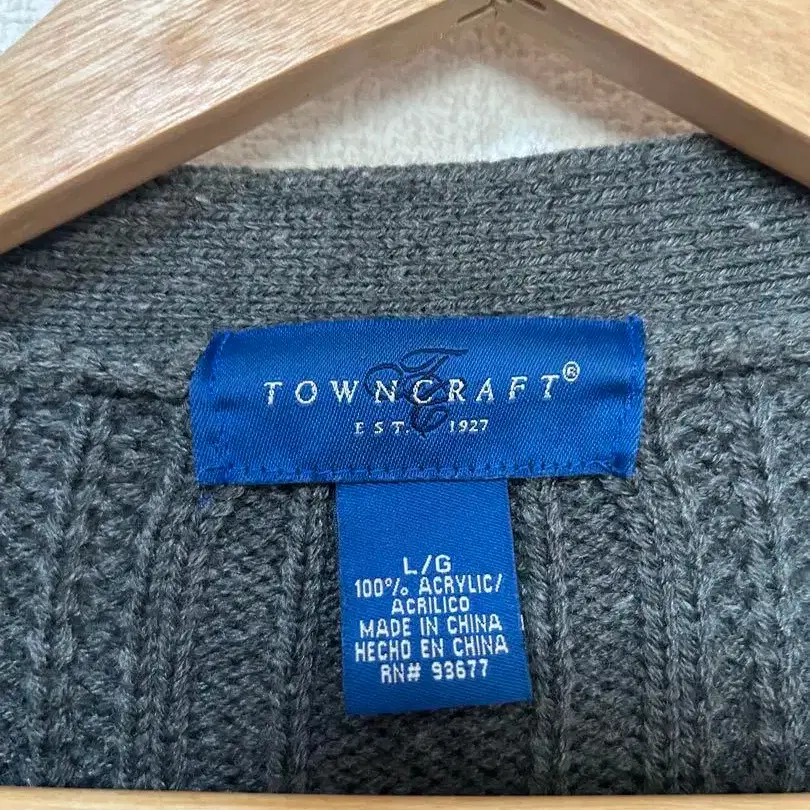 TOWNCRAFT®
EST. 1927
L/G
100% ACRYLIC/
ACRILICO
MADE IN CHINA
HECHO EN CHINA
RN# 93677